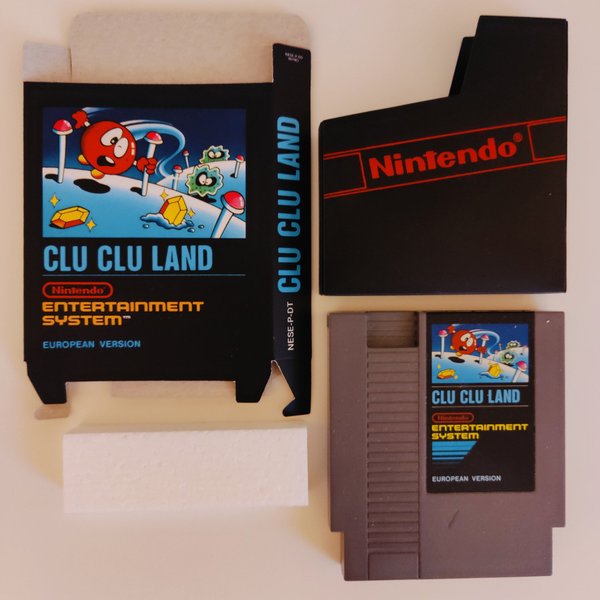 CLU CLU LAND
Nintendo
ENTERTAINMENT
SYSTEM™
EUROPEAN VERSION
CLU CLU LAND
NESE-P-DT
Nintendo®
CLU CLU LAND
Nintendo
ENTERTAINMENT
SYSTEM
EUROPEAN VERSION